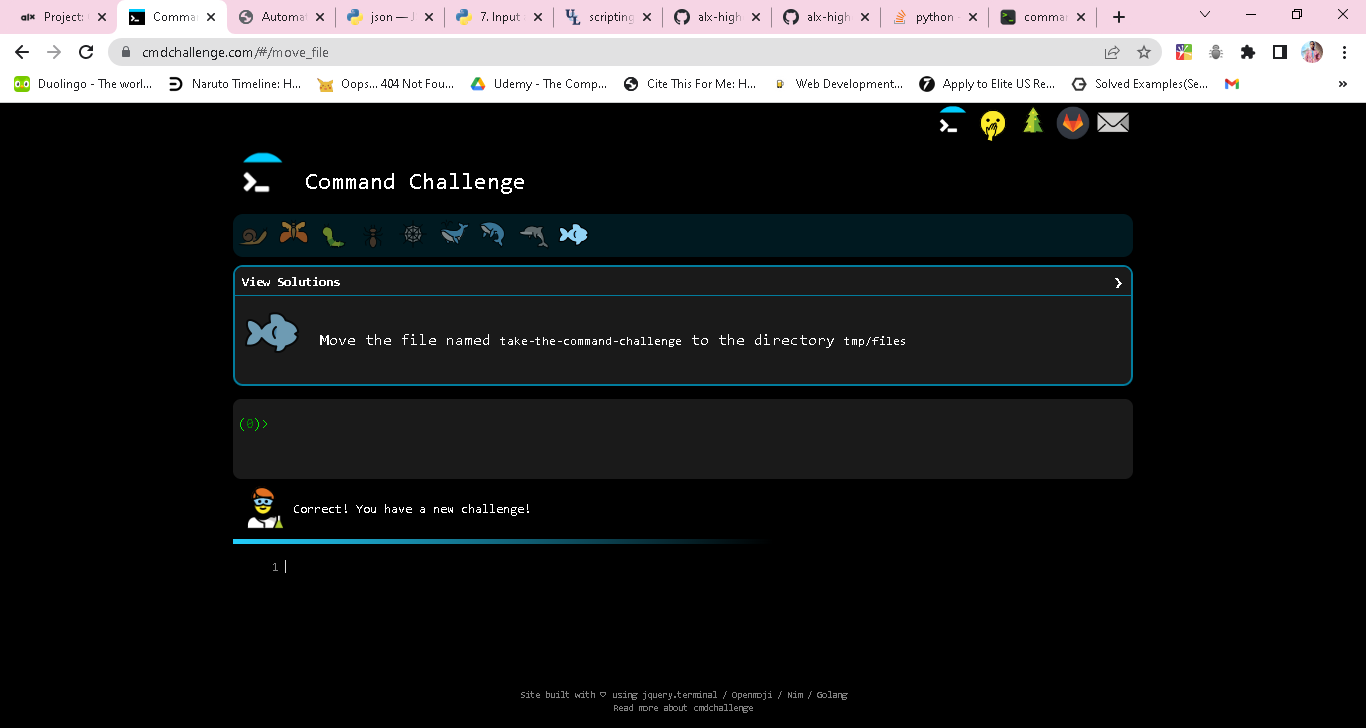 alx Project: Comman Automat json — J 7. Input scripting alx-high alx-high python - comman
cmdchallenge.com/#/move_file
Duolingo - The worl... Naruto Timeline: H... Oops... 404 Not Fou... Udemy - The Comp... Cite This For Me: H... Web Development... Apply to Elite US Re... Solved Examples(Se... »
Command Challenge
View Solutions
Move the file named take-the-command-challenge to the directory tmp/files
(0)>
Correct! You have a new challenge!
1
Site built with ♡ using jquery.terminal / Openmoji / Nim / Golang
Read more about cmdchallenge